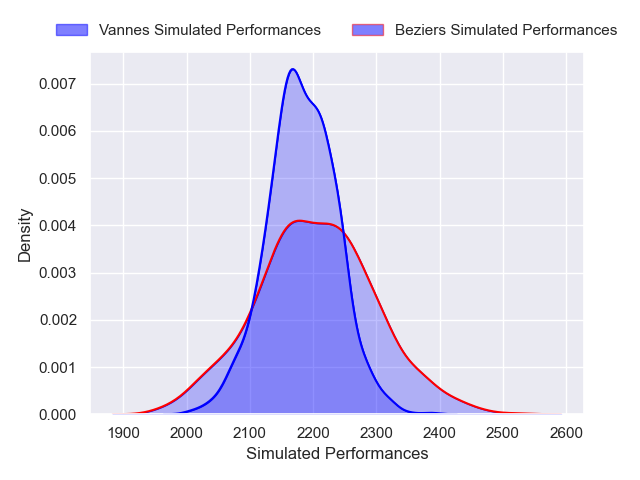 Vannes Simulated Performances
Beziers Simulated Performances
0.007
0.006
0.005
0.004
0.003
0.002
0.001
0.000
Density
1900 2000 2100 2200 2300 2400 2500 2600
Simulated Performances